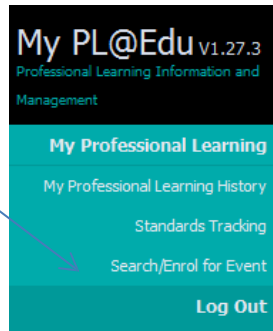 My PL@Edu V1.27.3
Professional Learning Information and
Management
My Professional Learning
My Professional Learning History
Standards Tracking
Search/Enrol for Event
Log Out